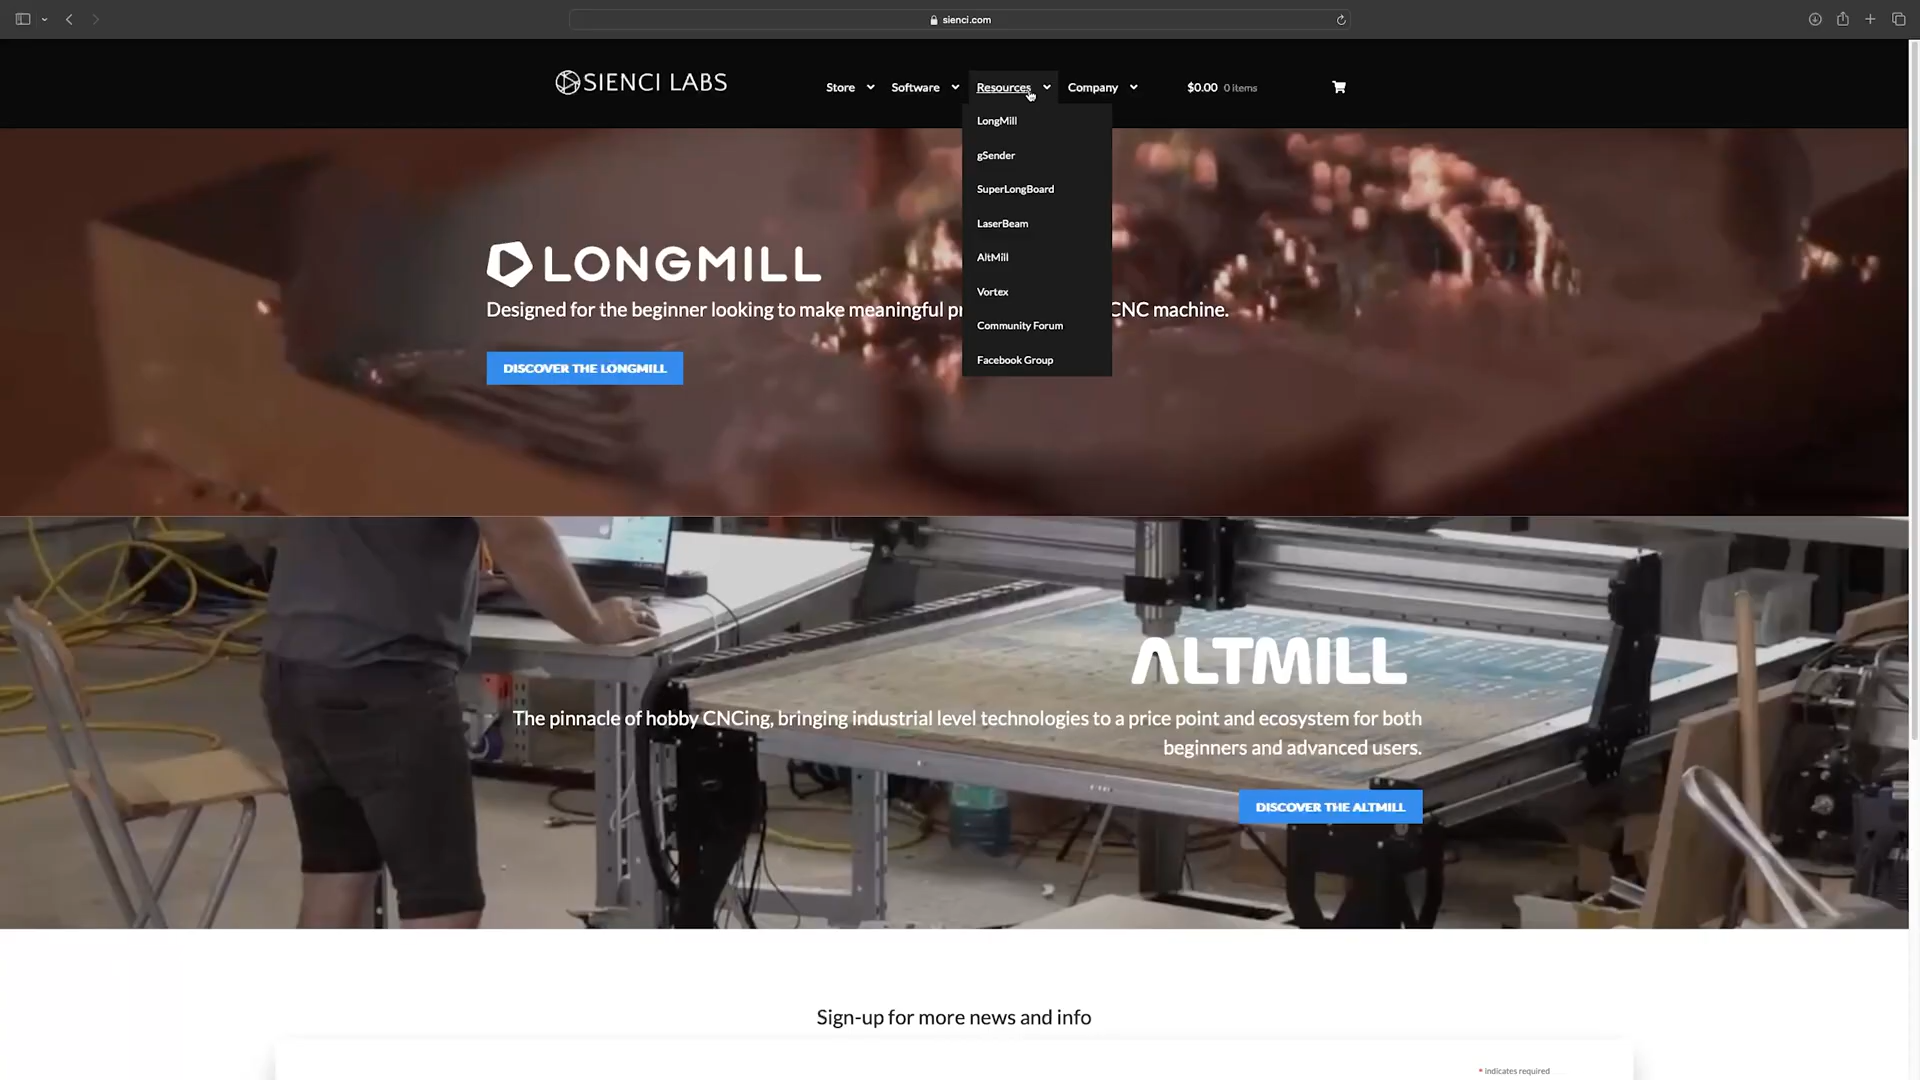 sienci.com
SIENCI LABS
Store
Software
Resources
Company
$0.00 0 items
LongMill
gSender
SuperLongBoard
LaserBeam
AltMill
Vortex
Community Forum
Facebook Group
LONGMILL
Designed for the beginner looking to make meaningful pr CNC machine.
DISCOVER THE LONGMILL
ALTMILL
The pinnacle of hobby CNCing, bringing industrial level technologies to a price point and ecosystem for both
beginners and advanced users.
DISCOVER THE ALTMILL
Sign-up for more news and info
* indicates required